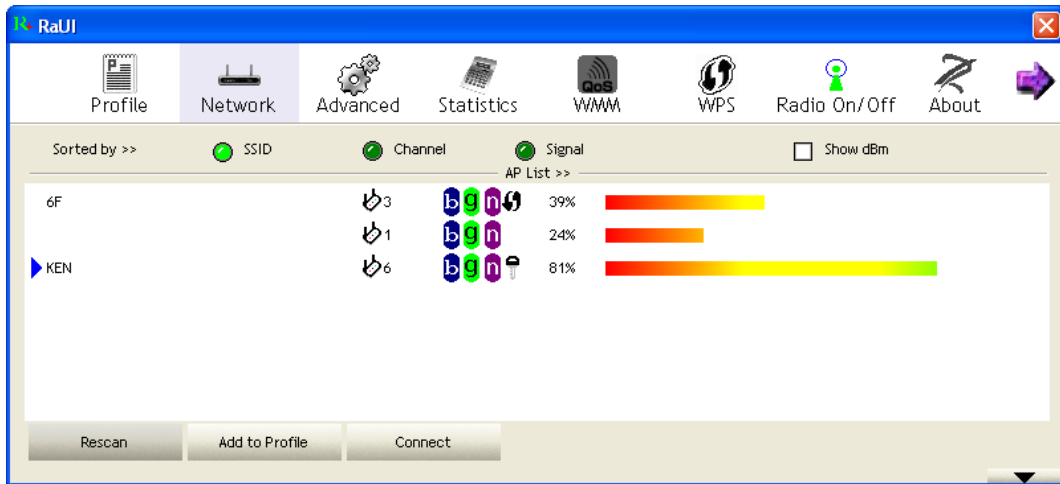 RaUI
Profile Network Advanced Statistics WMM WPS Radio On/Off About
QoS
Sorted by >> SSID Channel Signal Show dBm
AP List >>
6F 3 b g n 39%
1 b g n 24%
KEN 6 b g n 81%
Rescan Add to Profile Connect